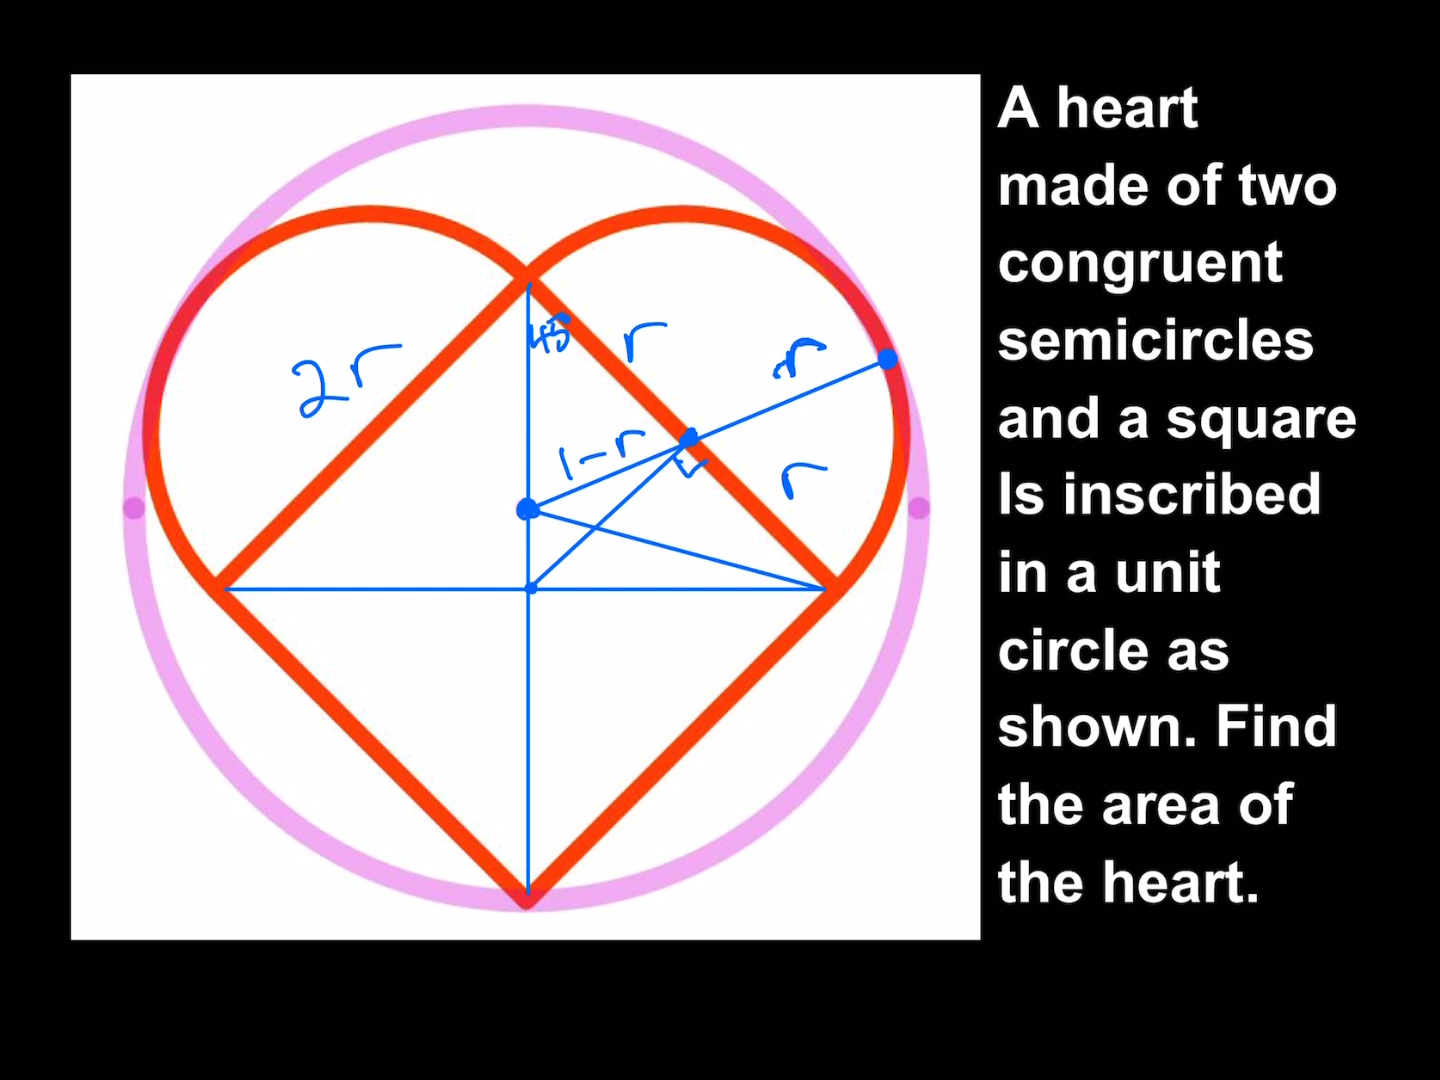 A heart
made of two
congruent
semicircles
and a square
Is inscribed
in a unit
circle as
shown. Find
the area of
the heart.
45°
r
r
2r
1-r
r